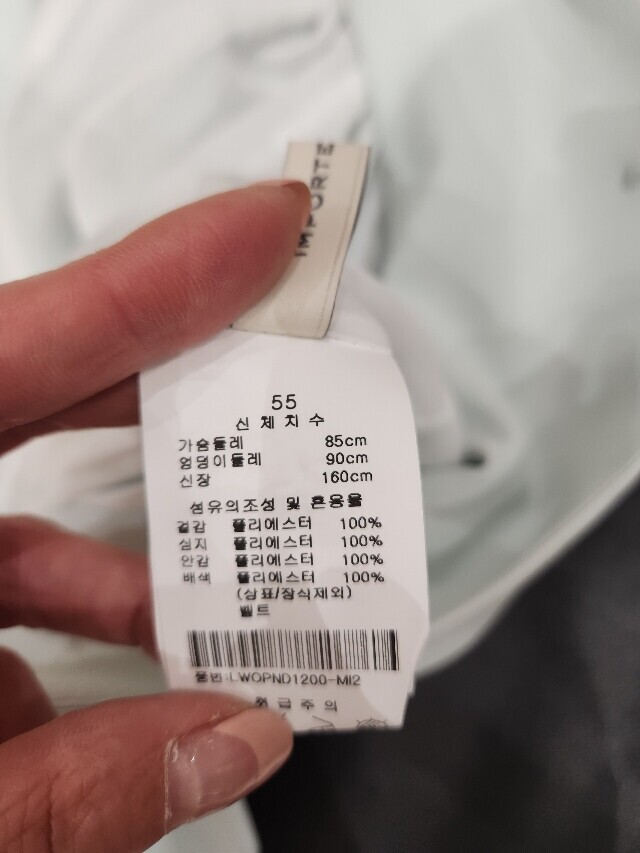 IMPORTE
55
신체치수
가슴둘레 85cm
엉덩이둘레 90cm
신장 160cm
섬유의조성 및 혼용율
겉감 폴리에스터 100%
심지 폴리에스터 100%
안감 폴리에스터 100%
배색 폴리에스터 100%
(상표/장식제외)
벨트
품번:LWOPND1200-MI2
취급주의